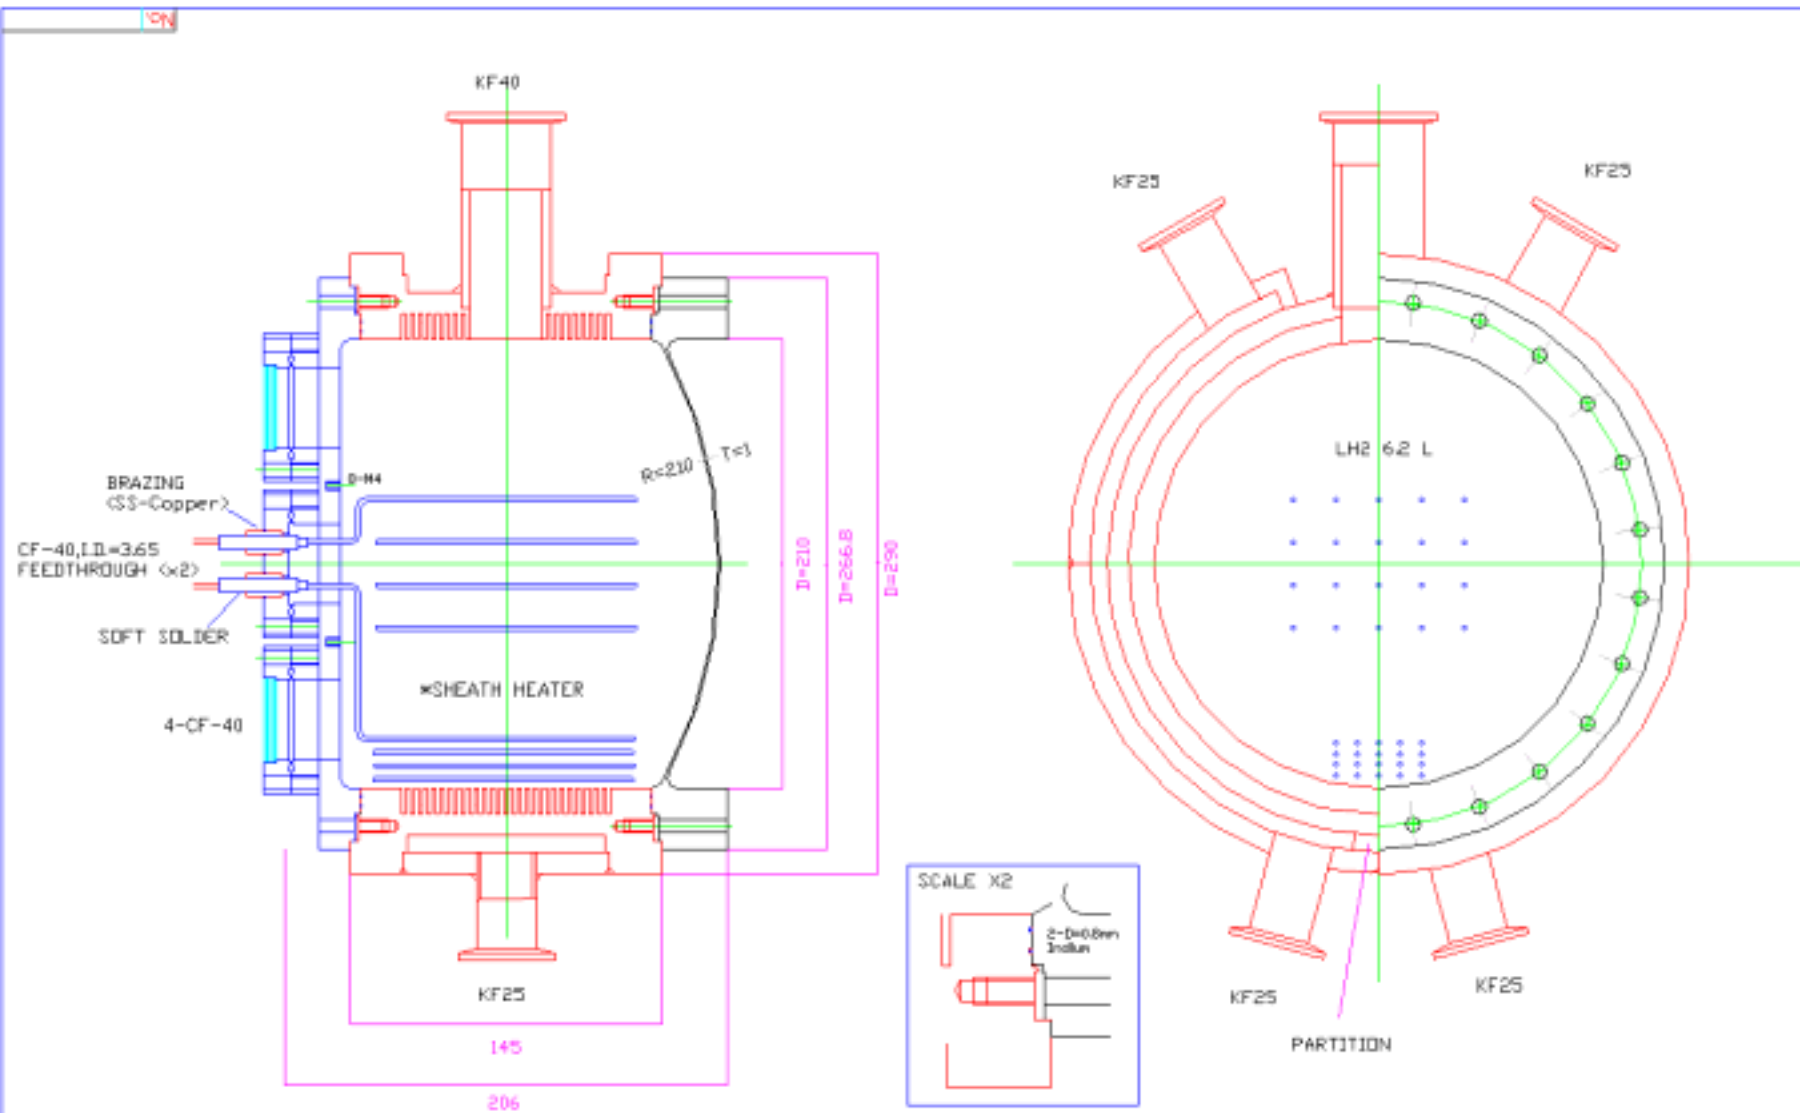 No.
KF40
KF25
KF25
LH2 6.2 L
R=210
T=1
BRAZING
(SS-Copper)
CF-40,I.D.=3.65
FEEDTHROUGH (x2)
SOFT SOLDER
4-CF-40
*SHEATH HEATER
D=210
D=266.8
D=290
SCALE X2
2-D=0.8mm
Indium
KF25
KF25
KF25
PARTITION
145
206